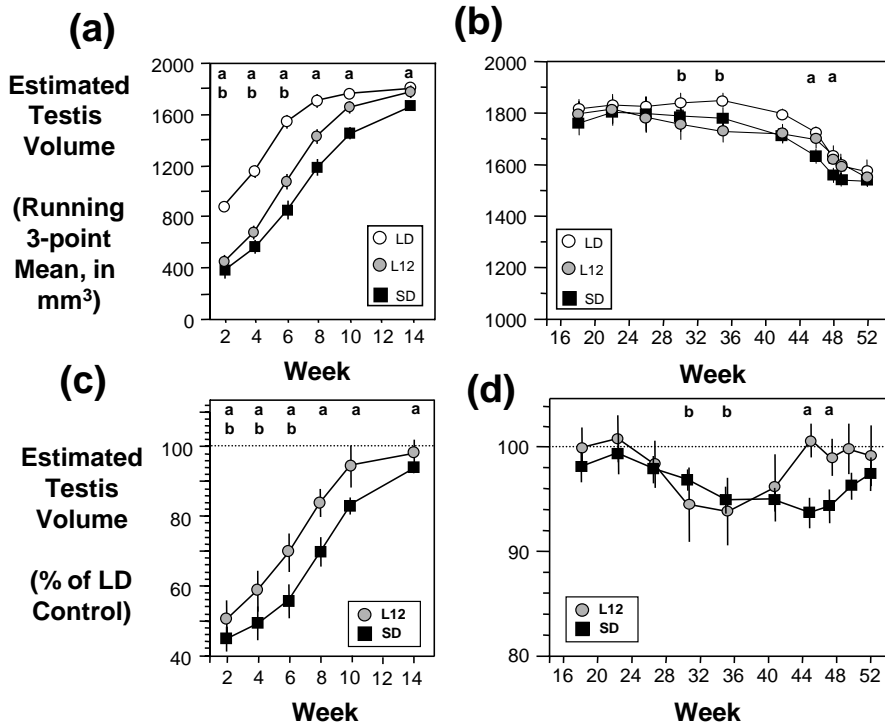 (a)
(b)
Estimated
Testis
Volume
(Running
3-point
Mean, in
mm³)
2000
1800
1600
1200
800
400
0
a a a a a a
b b b
LD
L12
SD
2 4 6 8 10 12 14
Week
2000
1800
1600
1400
1200
1000
b b a a
LD
L12
SD
16 20 24 28 32 36 40 44 48 52
Week
(c)
(d)
Estimated
Testis
Volume
(% of LD
Control)
100
80
60
40
a a a a a a
b b b
L12
SD
2 4 6 8 10 12 14
Week
100
90
80
b b a a
L12
SD
16 20 24 28 32 36 40 44 48 52
Week